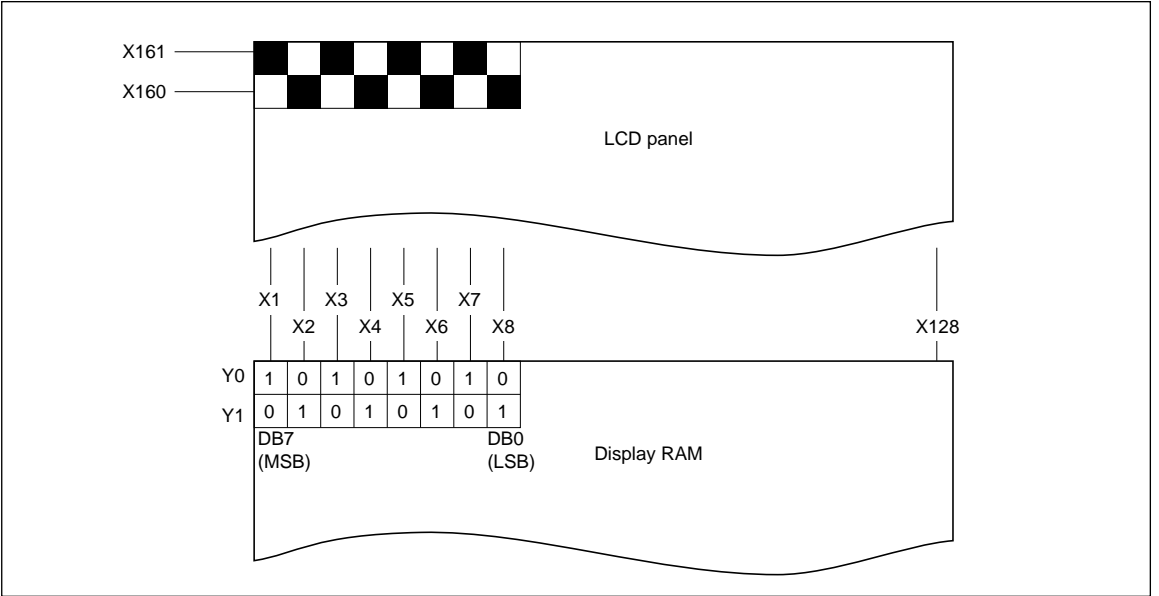 X161
X160
LCD panel
X1 X3 X5 X7
X2 X4 X6 X8 X128
Y0 1 0 1 0 1 0 1 0
Y1 0 1 0 1 0 1 0 1
DB7 DB0
(MSB) (LSB)
Display RAM